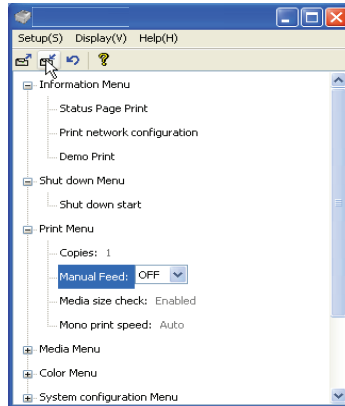 Setup(S) Display(V) Help(H)
Information Menu
Status Page Print
Print network configuration
Demo Print
Shut down Menu
Shut down start
Print Menu
Copies: 1
Manual Feed: OFF
Media size check: Enabled
Mono print speed: Auto
Media Menu
Color Menu
System configuration Menu